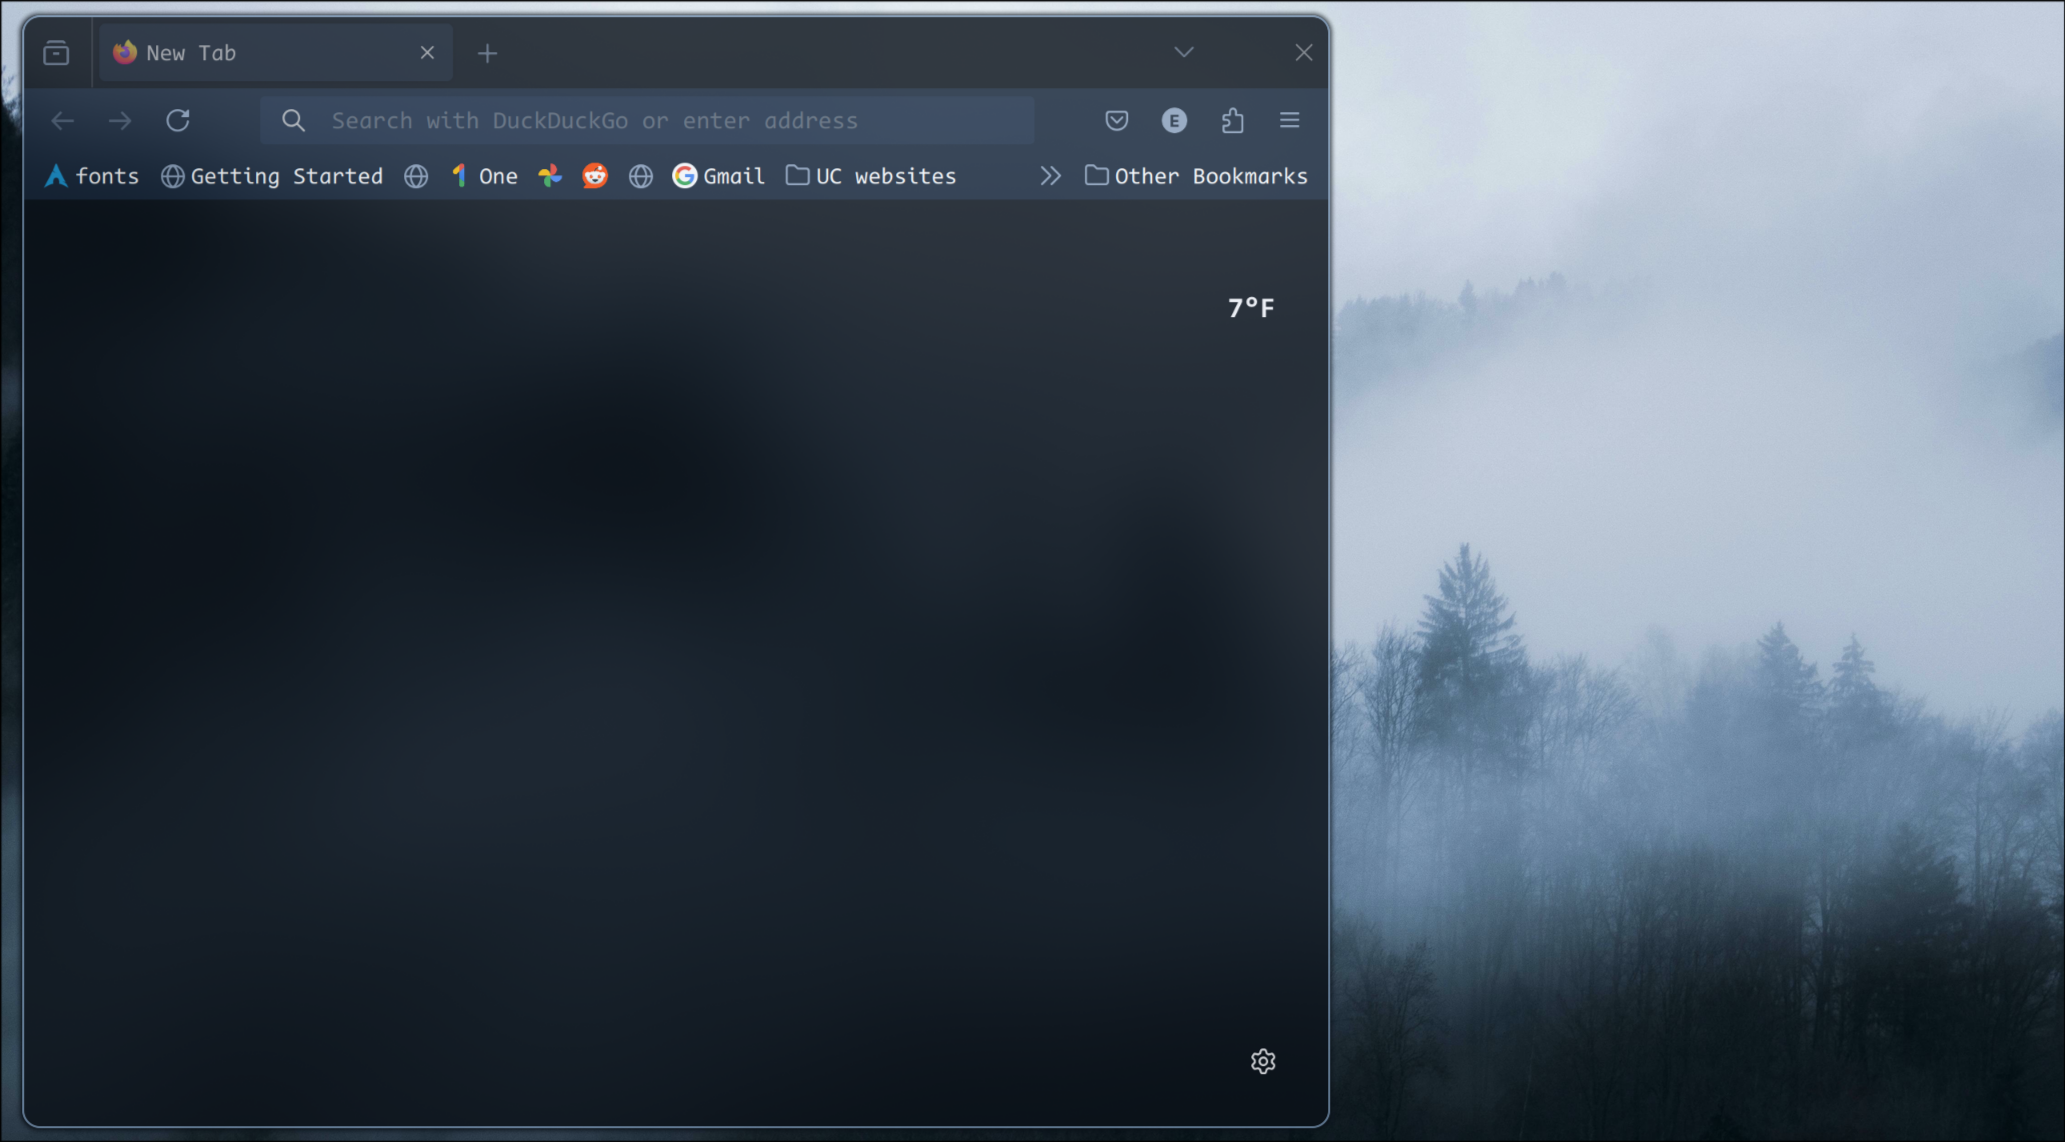 New Tab
Search with DuckDuckGo or enter address
E
fonts Getting Started One Gmail UC websites Other Bookmarks
7°F